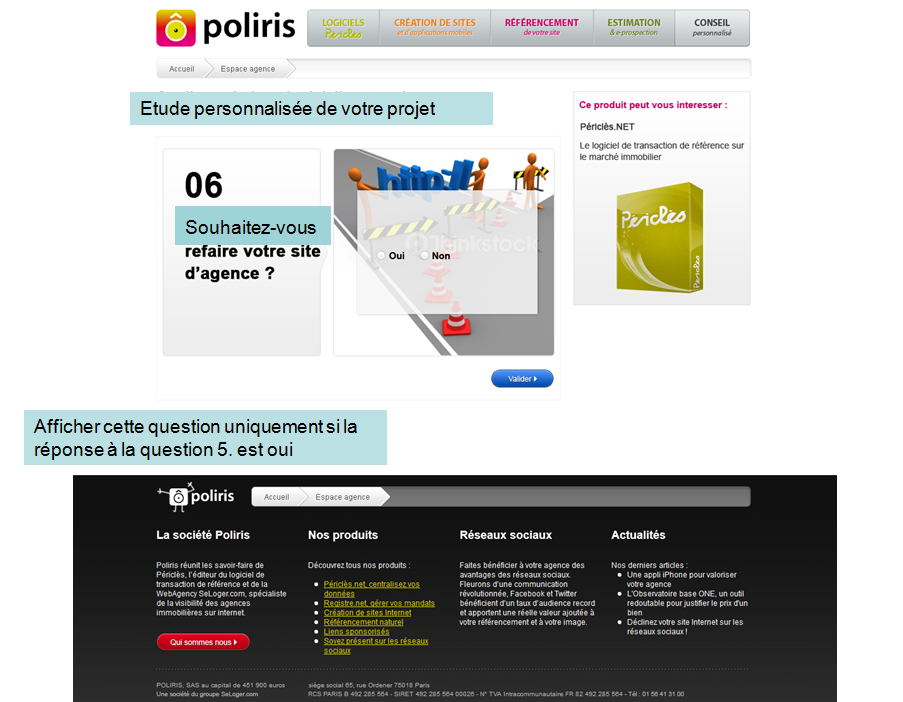 poliris
LOGICIELS
Périclès
CRÉATION DE SITES
et d'applications mobiles
RÉFÉRENCEMENT
de votre site
ESTIMATION
& e-prospection
CONSEIL
personnalisé
Accueil
Espace agence
Etude personnalisée de votre projet
06
Souhaitez-vous
refaire votre site
d'agence ?
Thinkstock
Oui
Non
Valider
Ce produit peut vous interesser :
Périclès.NET
Le logiciel de transaction de référence sur
le marché immobilier
Périclès
Périclès
Afficher cette question uniquement si la
réponse à la question 5. est oui
poliris
Accueil
Espace agence
La société Poliris
Poliris réunit les savoir-faire de
Périclès, l'éditeur du logiciel de
transaction de référence et de la
WebAgency SeLoger.com, spécialiste
de la visibilité des agences
immobilières sur internet.
Qui sommes nous
Nos produits
Découvrez tous nos produits :
Périclès.net, centralisez vos
données
Registre.net, gérer vos mandats
Création de sites Internet
Référencement naturel
Liens sponsorisés
Soyez présent sur les réseaux
sociaux
Réseaux sociaux
Faites bénéficier à votre agence des
avantages des réseaux sociaux.
Fleurons d'une communication
révolutionnée, Facebook et Twitter
bénéficient d'un taux d'audience record
et apportent une réelle valeur ajoutée à
votre référencement et à votre image.
Actualités
Nos derniers articles :
Une appli iPhone pour valoriser
votre agence
L'Observatoire base ONE, un outil
redoutable pour justifier le prix d'un
bien
Déclinez votre site Internet sur les
réseaux sociaux !
POLIRIS, SAS au capital de 451 900 euros
Une société du groupe SeLoger.com
siège social 65, rue Ordener 75018 Paris
RCS PARIS B 492 285 564 - SIRET 492 285 564 00026 - N° TVA Intracommunautaire FR 82 492 285 564 - Tél : 01 56 41 31 00